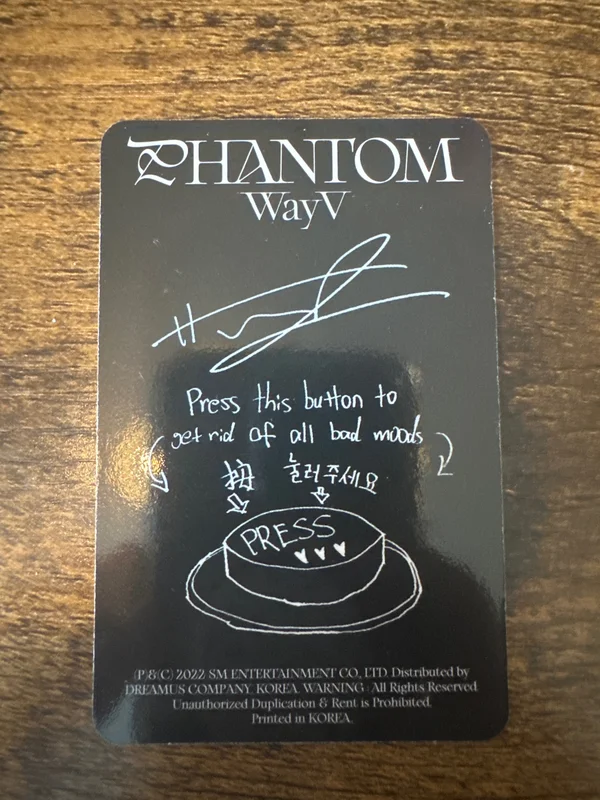 PHANTOM
WayV
Press this button to
get rid of all bad moods
按 눌러주세요
PRESS
(P)&(C) 2022 SM ENTERTAINMENT CO., LTD. Distributed by
DREAMUS COMPANY. KOREA. WARNING : All Rights Reserved
Unauthorized Duplication & Rent is Prohibited.
Printed in KOREA.